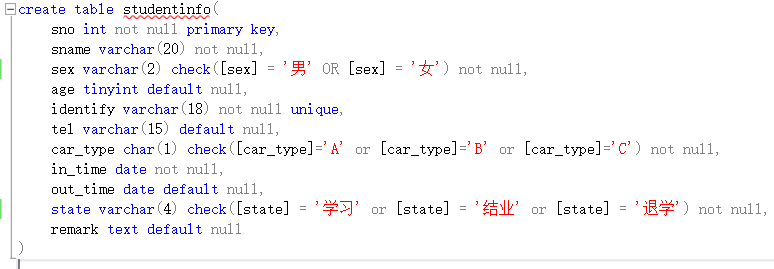 create table studentinfo(
sno int not null primary key,
sname varchar(20) not null,
sex varchar(2) check([sex] = '男' OR [sex] = '女') not null,
age tinyint default null,
identify varchar(18) not null unique,
tel varchar(15) default null,
car_type char(1) check([car_type]='A' or [car_type]='B' or [car_type]='C') not null,
in_time date not null,
out_time date default null,
state varchar(4) check([state] = '学习' or [state] = '结业' or [state] = '退学') not null,
remark text default null
)